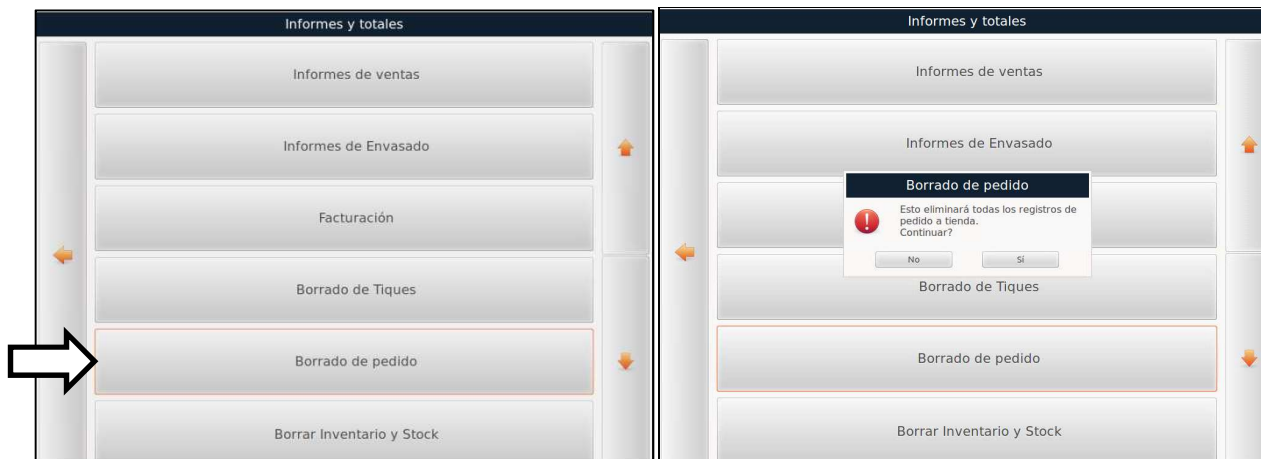 Informes y totales
Informes de ventas
Informes de Envasado
Facturación
Borrado de Tiques
Borrado de pedido
Borrar Inventario y Stock
Informes y totales
Informes de ventas
Informes de Envasado
Borrado de pedido
Esto eliminará todas los registros de
pedido a tienda.
Continuar?
No
Sí
Borrado de Tiques
Borrado de pedido
Borrar Inventario y Stock